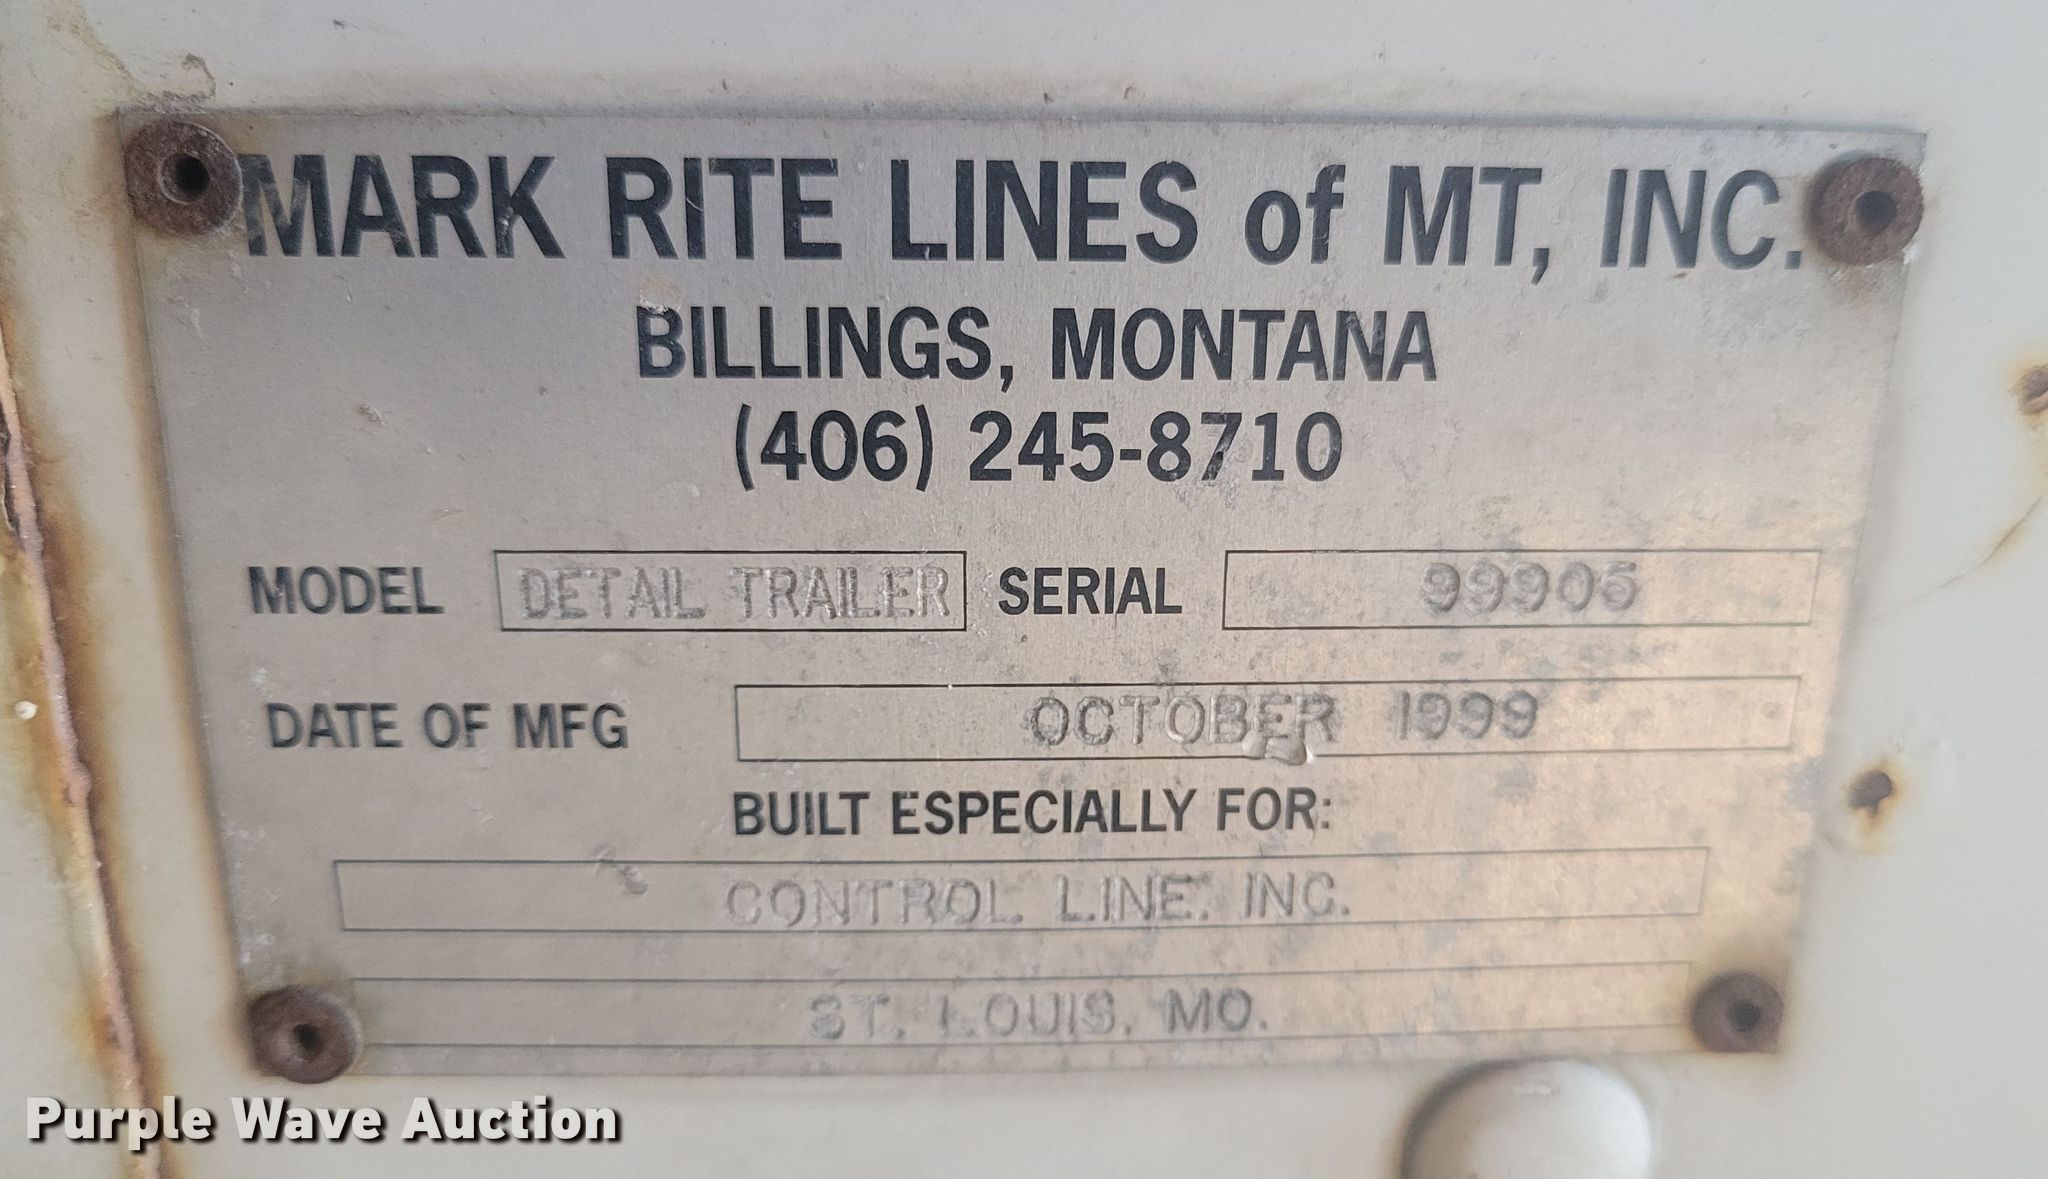 MARK RITE LINES of MT, INC.
BILLINGS, MONTANA
(406) 245-8710
MODEL DETAIL TRAILER SERIAL 99905
DATE OF MFG OCTOBER 1999
BUILT ESPECIALLY FOR:
CONTROL LINE, INC.
ST. LOUIS, MO.
Purple Wave Auction